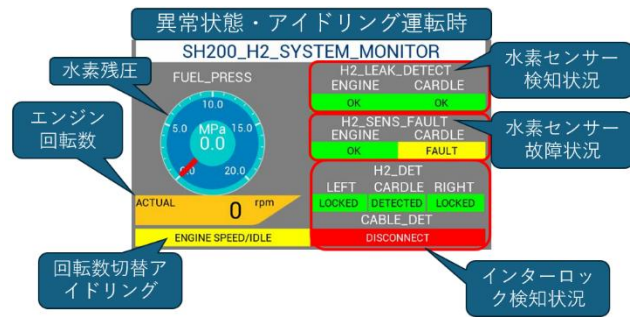 異常状態・アイドリング運転時
SH200_H2_SYSTEM_MONITOR
水素残圧
FUEL_PRESS
10.0
5.0
MPa
15.0
0.0
0.0
20.0
エンジン
回転数
ACTUAL
0 rpm
ENGINE SPEED/IDLE
回転数切替ア
イドリング
H2_LEAK_DETECT
ENGINE CARDLE
OK OK
水素センサー
検知状況
H2_SENS_FAULT
ENGINE CARDLE
OK FAULT
水素センサー
故障状況
H2_DET
LEFT CARDLE RIGHT
LOCKED DETECTED LOCKED
CABLE_DET
DISCONNECT
インターロッ
ク検知状況